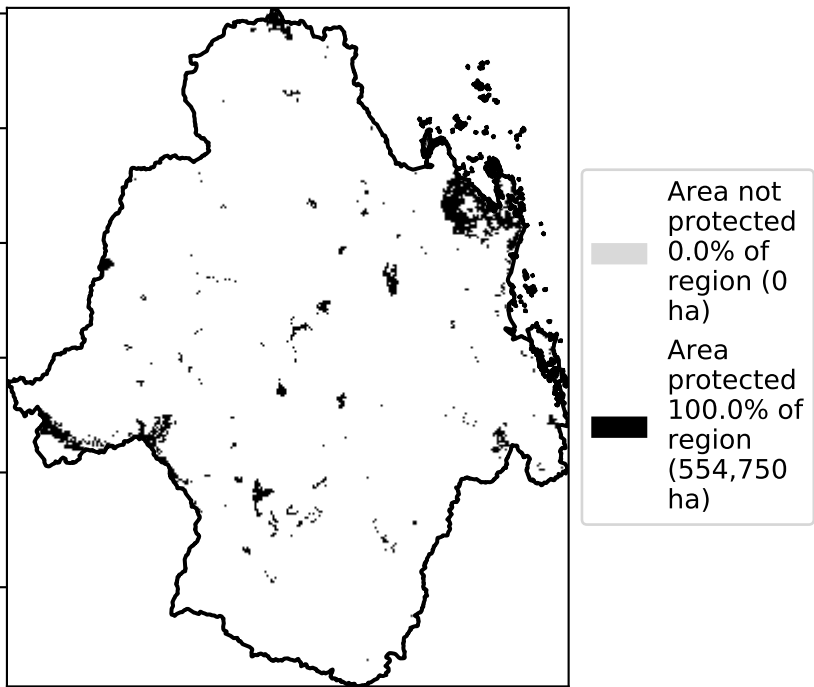 Area not
protected
0.0% of
region (0
ha)
Area
protected
100.0% of
region
(554,750
ha)